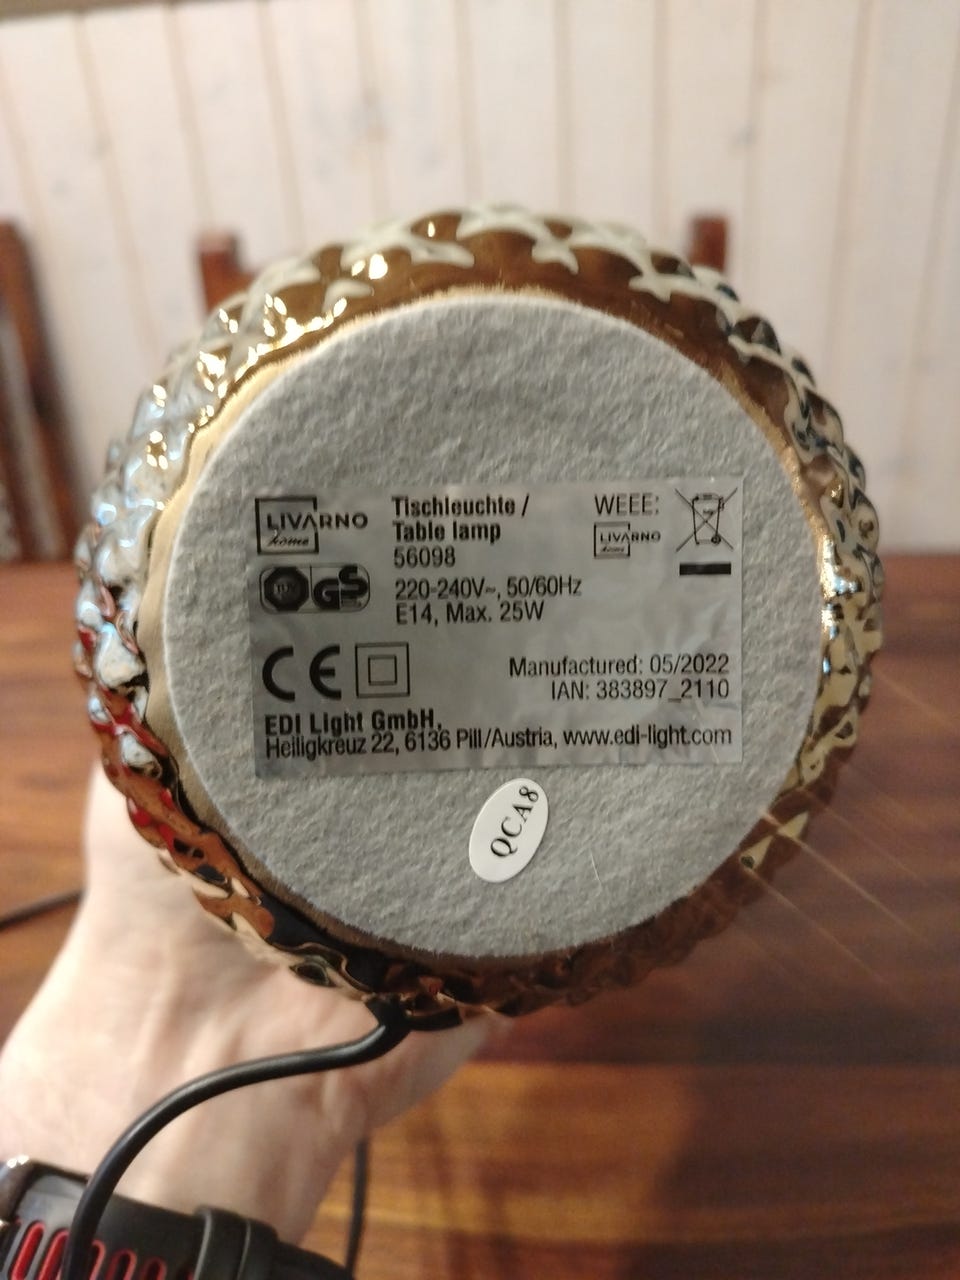 LIVARNO
home
Tischleuchte /
Table lamp
56098
220-240V~, 50/60Hz
E14, Max. 25W
WEEE:
LIVARNO
home
TÜV GS
CE
Manufactured: 05/2022
IAN: 383897_2110
EDI Light GmbH,
Heiligkreuz 22, 6136 Pill/Austria, www.edi-light.com
QCA8